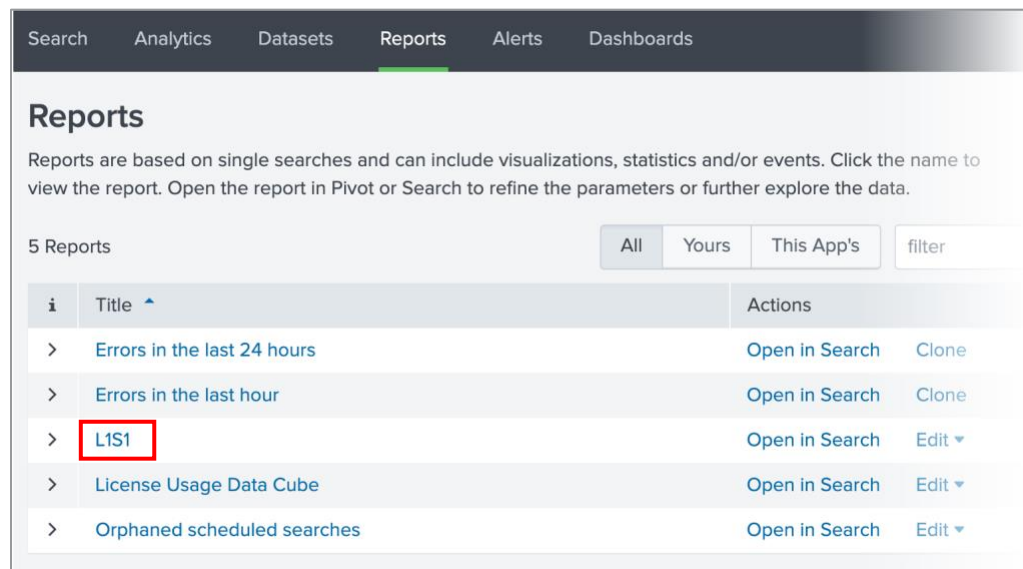 Search Analytics Datasets Reports Alerts Dashboards
Reports
Reports are based on single searches and can include visualizations, statistics and/or events. Click the name to
view the report. Open the report in Pivot or Search to refine the parameters or further explore the data.
5 Reports All Yours This App's filter
i Title Actions
Errors in the last 24 hours Open in Search Clone
Errors in the last hour Open in Search Clone
L1S1 Open in Search Edit
License Usage Data Cube Open in Search Edit
Orphaned scheduled searches Open in Search Edit